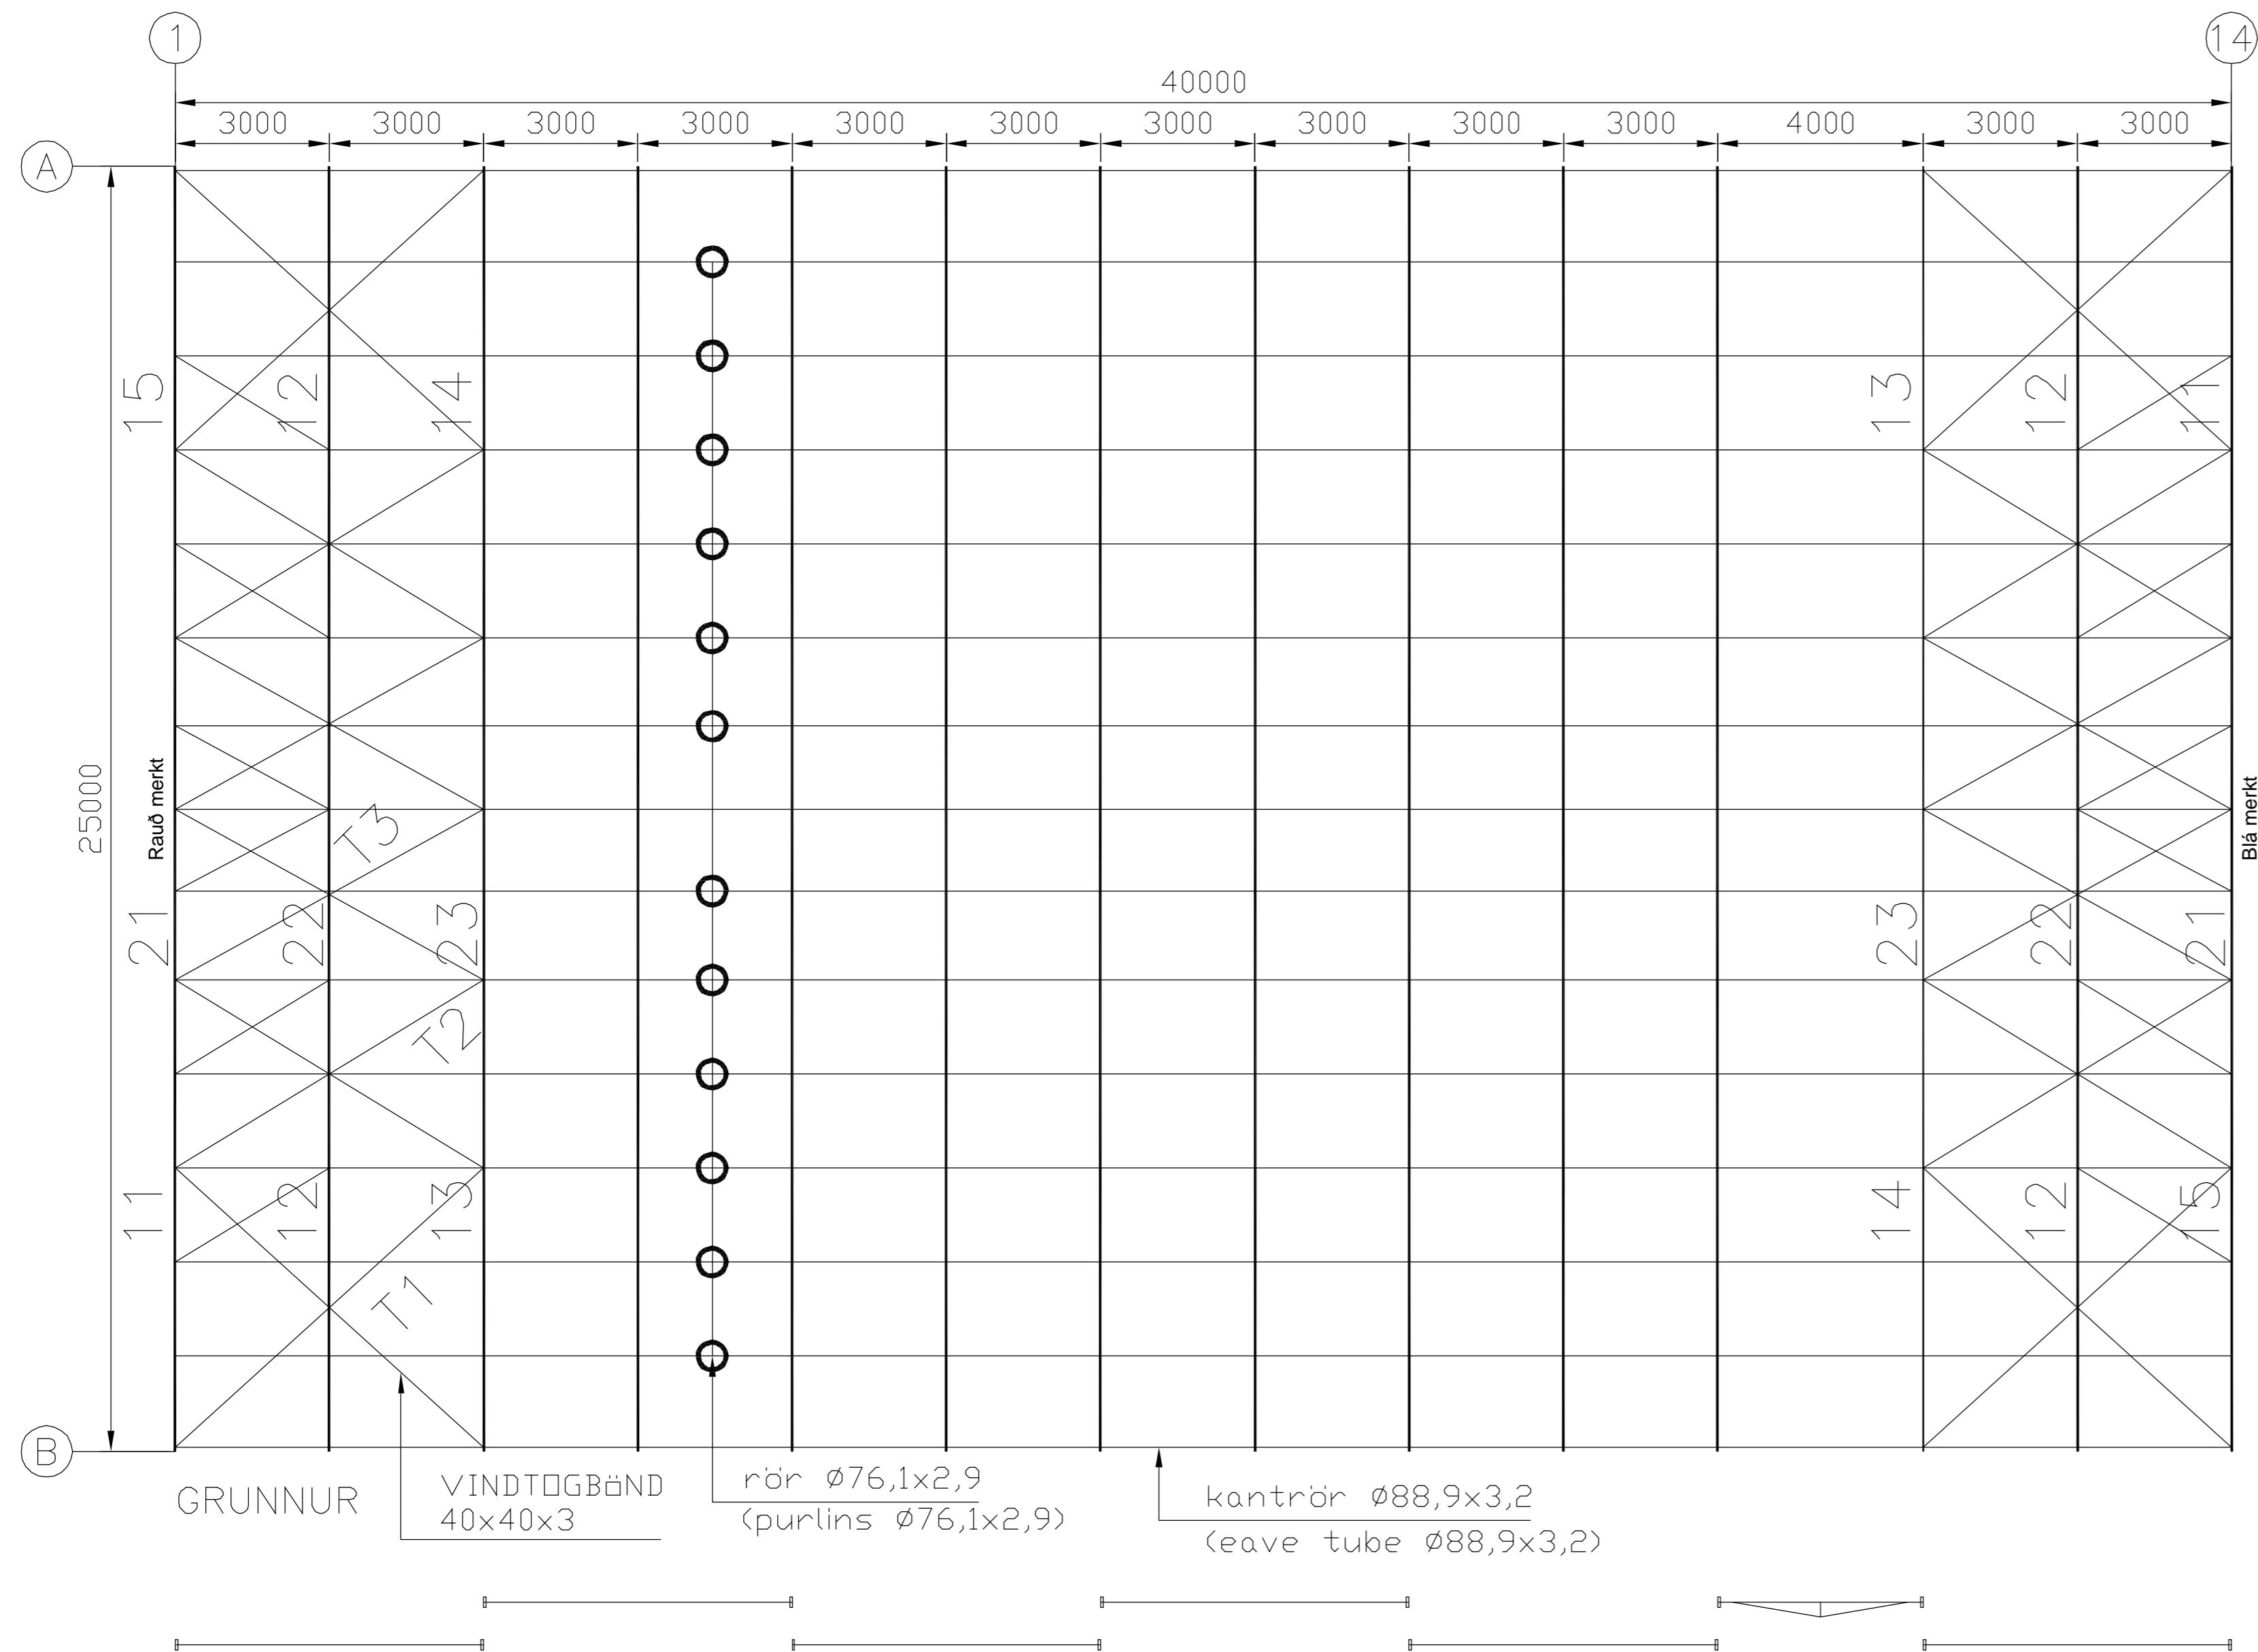 1
14
40000
3000 3000 3000 3000 3000 3000 3000 3000 3000 3000 4000 3000 3000
A
15 12 14 13 12 11
25000
Rauð merkt
Blá merkt
T3
21 22 23 23 22 21
T2
11 12 13 14 12 15
T1
B
GRUNNUR
VINDTOGBÖND
40x40x3
rör Ø76,1x2,9
(purlins Ø76,1x2,9)
kantrör Ø88,9x3,2
(eave tube Ø88,9x3,2)